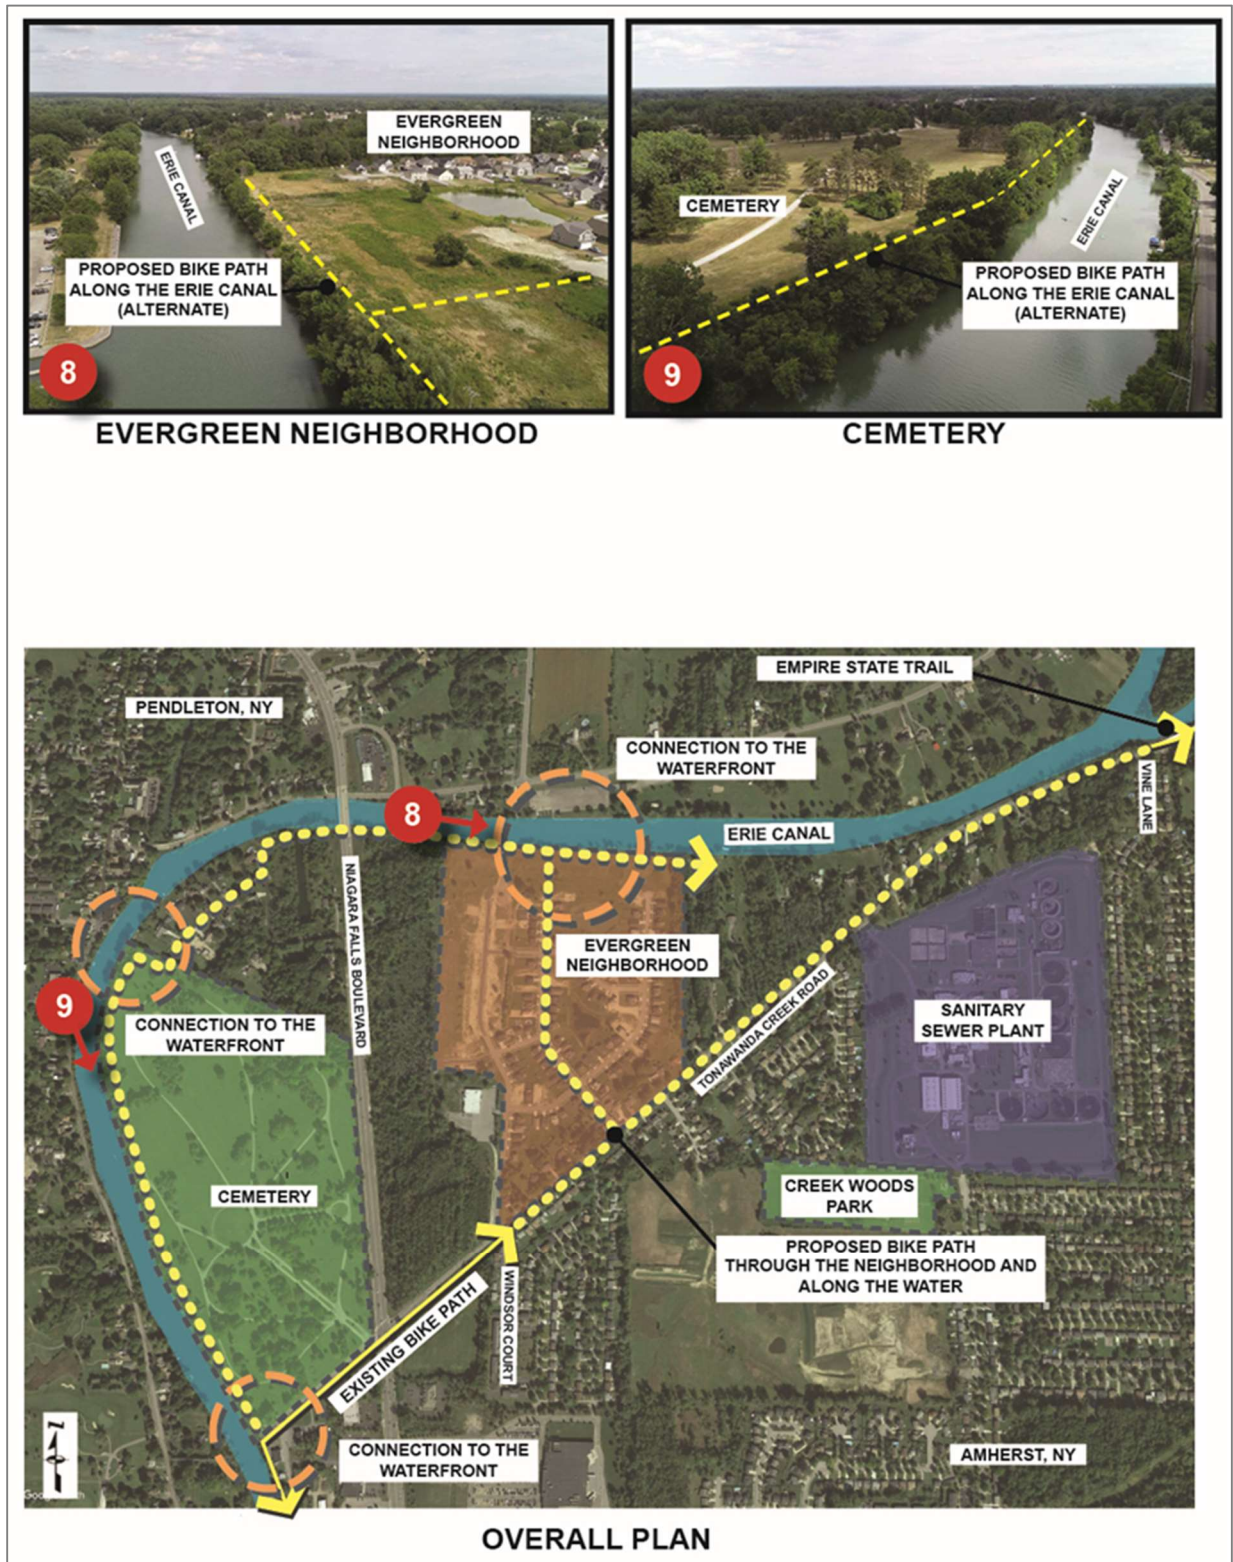 EVERGREEN
NEIGHBORHOOD
ERIE CANAL
PROPOSED BIKE PATH
ALONG THE ERIE CANAL
(ALTERNATE)
8
CEMETERY
ERIE CANAL
PROPOSED BIKE PATH
ALONG THE ERIE CANAL
(ALTERNATE)
9
EVERGREEN NEIGHBORHOOD
CEMETERY
EMPIRE STATE TRAIL
PENDLETON, NY
CONNECTION TO THE
WATERFRONT
VINE LANE
8
ERIE CANAL
NIAGARA FALLS BOULEVARD
EVERGREEN
NEIGHBORHOOD
9
CONNECTION TO THE
WATERFRONT
SANITARY
SEWER PLANT
TONAWANDA CREEK ROAD
CEMETERY
CREEK WOODS
PARK
PROPOSED BIKE PATH
THROUGH THE NEIGHBORHOOD AND
ALONG THE WATER
WINDSOR COURT
EXISTING BIKE PATH
CONNECTION TO THE
WATERFRONT
AMHERST, NY
N
OVERALL PLAN